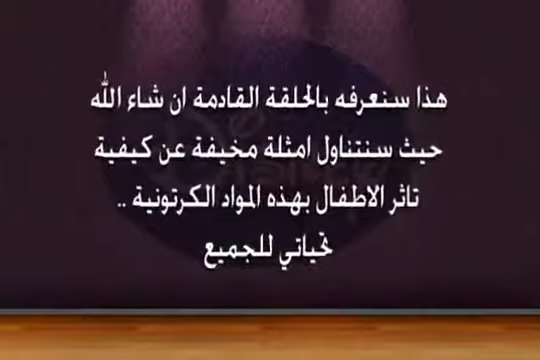 هذا سنعرفه بالحلقة القادمة ان شاء الله
حيث سنتناول امثلة مخيفة عن كيفية
تاثر الاطفال بهذه المواد الكرتونية ..
تحياتي للجميع